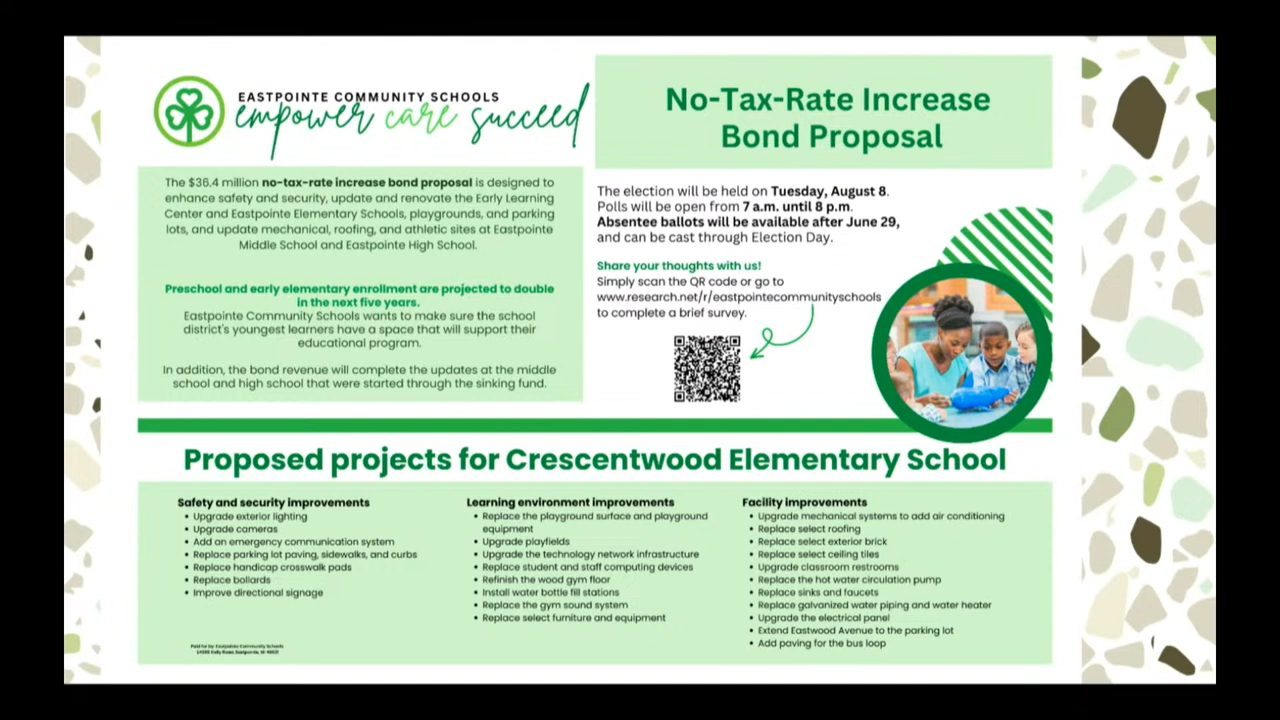 EASTPOINTE COMMUNITY SCHOOLS
empower care succeed
No-Tax-Rate Increase
Bond Proposal
The $36.4 million no-tax-rate increase bond proposal is designed to
enhance safety and security, update and renovate the Early Learning
Center and Eastpointe Elementary Schools, playgrounds, and parking
lots, and update mechanical, roofing, and athletic sites at Eastpointe
Middle School and Eastpointe High School.
Preschool and early elementary enrollment are projected to double
in the next five years.
Eastpointe Community Schools wants to make sure the school
district's youngest learners have a space that will support their
educational program.
In addition, the bond revenue will complete the updates at the middle
school and high school that were started through the sinking fund.
The election will be held on Tuesday, August 8.
Polls will be open from 7 a.m. until 8 p.m.
Absentee ballots will be available after June 29,
and can be cast through Election Day.
Share your thoughts with us!
Simply scan the QR code or go to
www.research.net/r/eastpointecommunityschools
to complete a brief survey.
Proposed projects for Crescentwood Elementary School
Safety and security improvements
• Upgrade exterior lighting
• Upgrade cameras
• Add an emergency communication system
• Replace parking lot paving, sidewalks, and curbs
• Replace handicap crosswalk pads
• Replace bollards
• Improve directional signage
Learning environment improvements
• Replace the playground surface and playground
equipment
• Upgrade playfields
• Upgrade the technology network infrastructure
• Replace student and staff computing devices
• Refinish the wood gym floor
• Install water bottle fill stations
• Replace the gym sound system
• Replace select furniture and equipment
Facility improvements
• Upgrade mechanical systems to add air conditioning
• Replace select roofing
• Replace select exterior brick
• Replace select ceiling tiles
• Upgrade classroom restrooms
• Replace the hot water circulation pump
• Replace sinks and faucets
• Replace galvanized water piping and water heater
• Upgrade the electrical panel
• Extend Eastwood Avenue to the parking lot
• Add paving for the bus loop
Paid for by: Eastpointe Community Schools
Kelly Road, Eastpointe, MI 48021